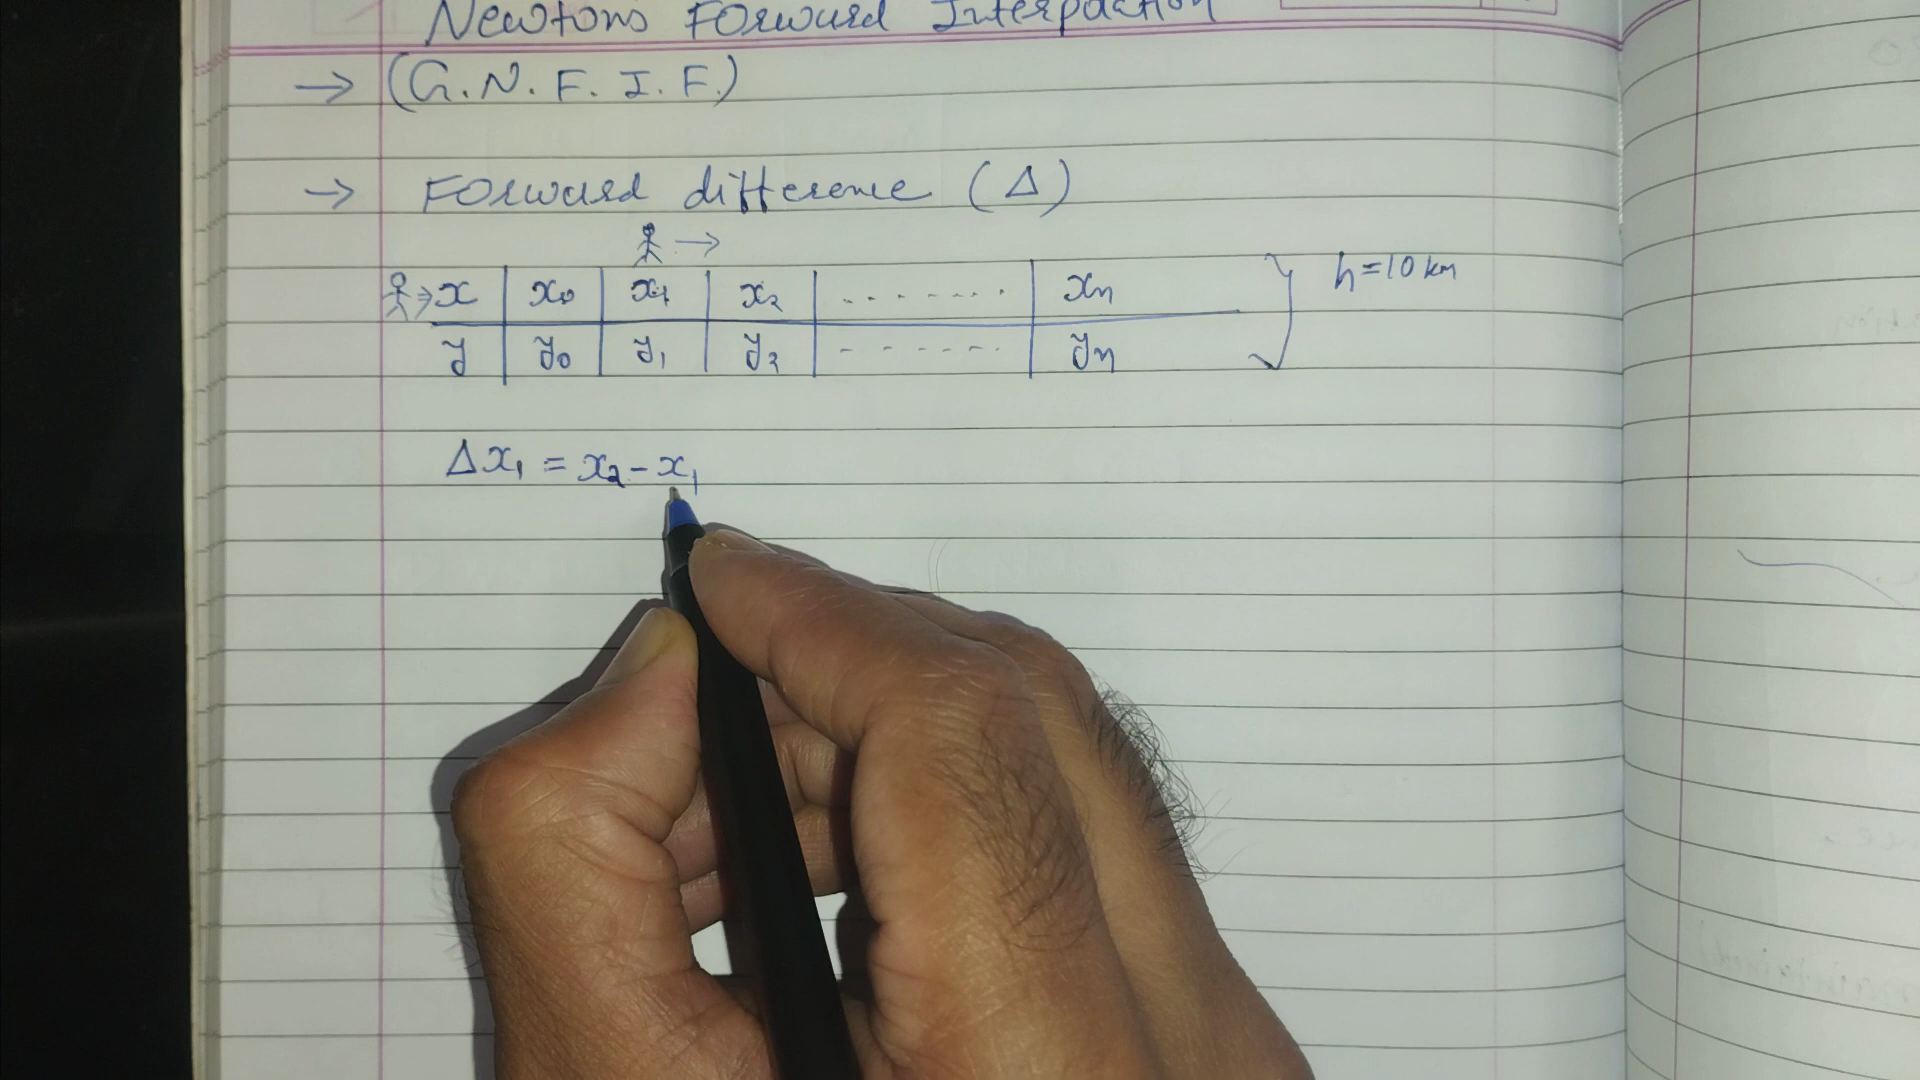 Newtons Forward Interpolation
→ (G.N.F.I.F.)
→ Forward difference (Δ)
x x₀ x₁ x₂ ....... xₙ h = 10 km
y y₀ y₁ y₂ ------- yₙ
Δx₁ = x₂ - x₁